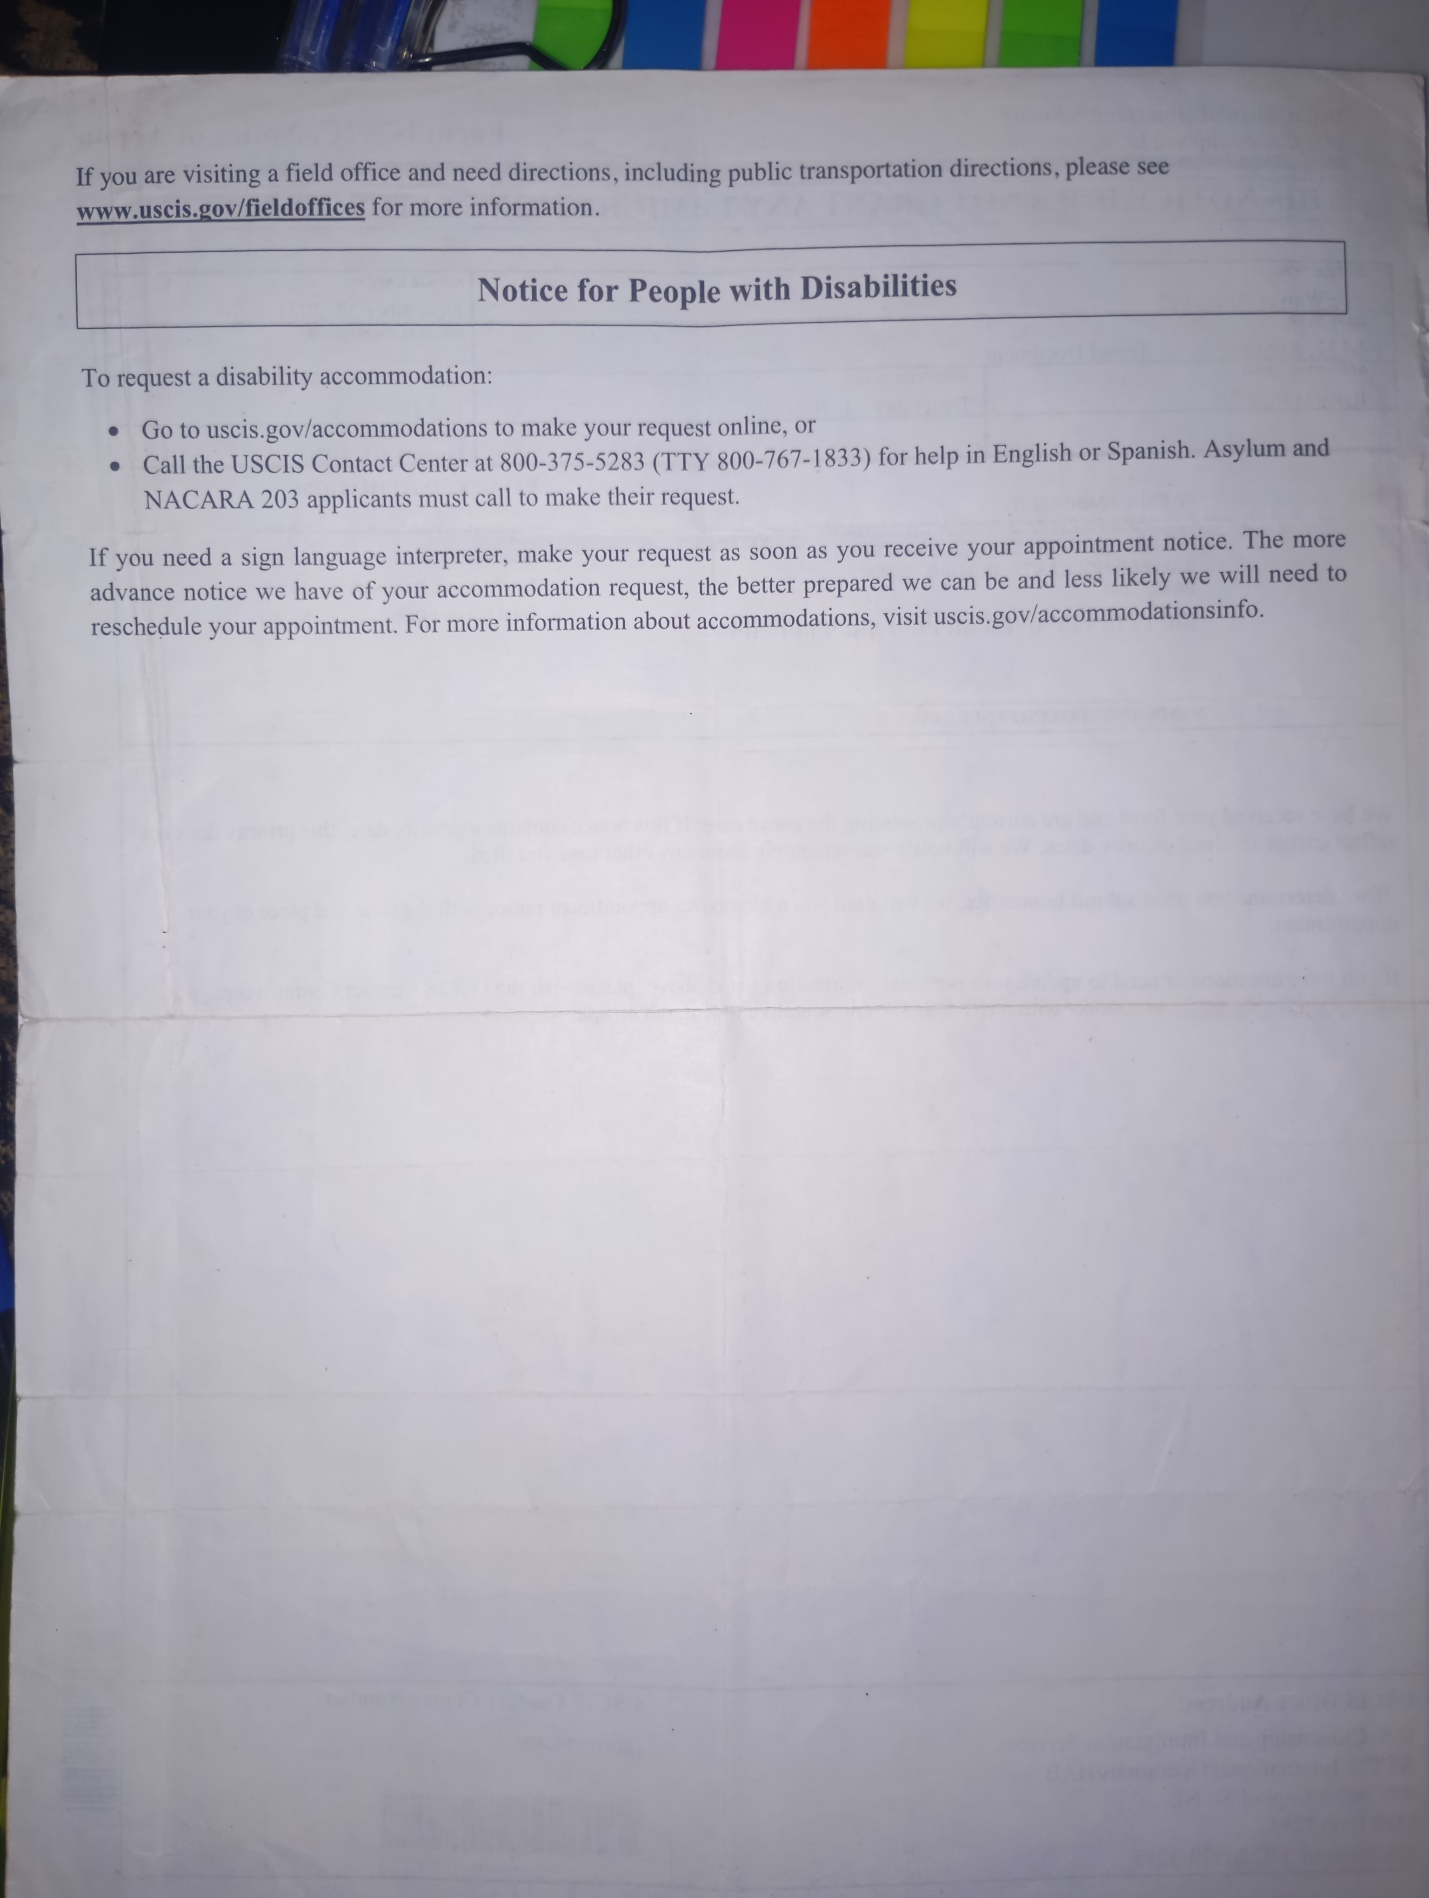 If you are visiting a field office and need directions, including public transportation directions, please see
www.uscis.gov/fieldoffices for more information.
Notice for People with Disabilities
To request a disability accommodation:
• Go to uscis.gov/accommodations to make your request online, or
• Call the USCIS Contact Center at 800-375-5283 (TTY 800-767-1833) for help in English or Spanish. Asylum and
NACARA 203 applicants must call to make their request.
If you need a sign language interpreter, make your request as soon as you receive your appointment notice. The more
advance notice we have of your accommodation request, the better prepared we can be and less likely we will need to
reschedule your appointment. For more information about accommodations, visit uscis.gov/accommodationsinfo.